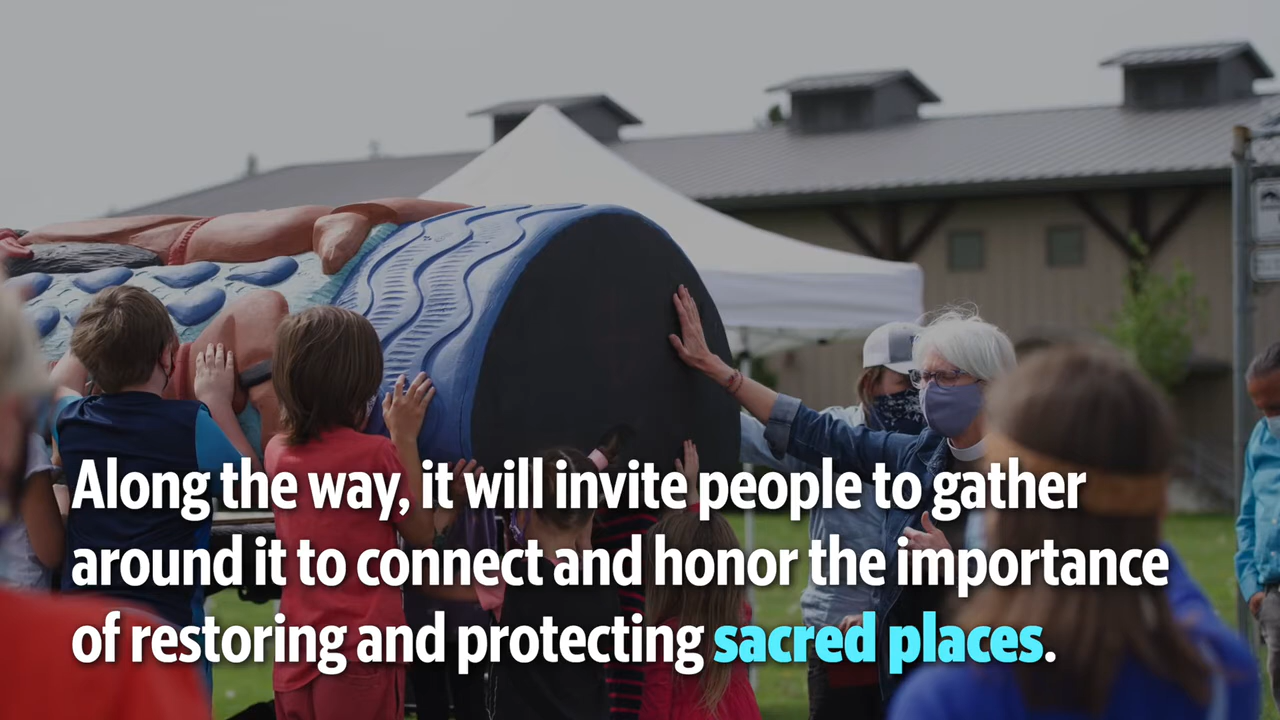 Along the way, it will invite people to gather
around it to connect and honor the importance
of restoring and protecting sacred places.